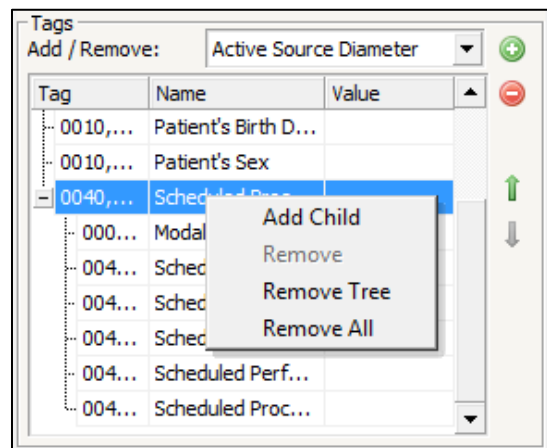 Tags
Add / Remove: Active Source Diameter
Tag Name Value
0010,... Patient's Birth D...
0010,... Patient's Sex
0040,... Scheduled Proc...
Add Child
000... Modal
Remove
004... Sched
Remove Tree
004... Sched
Remove All
004... Sched
004... Scheduled Perf...
004... Scheduled Proc...